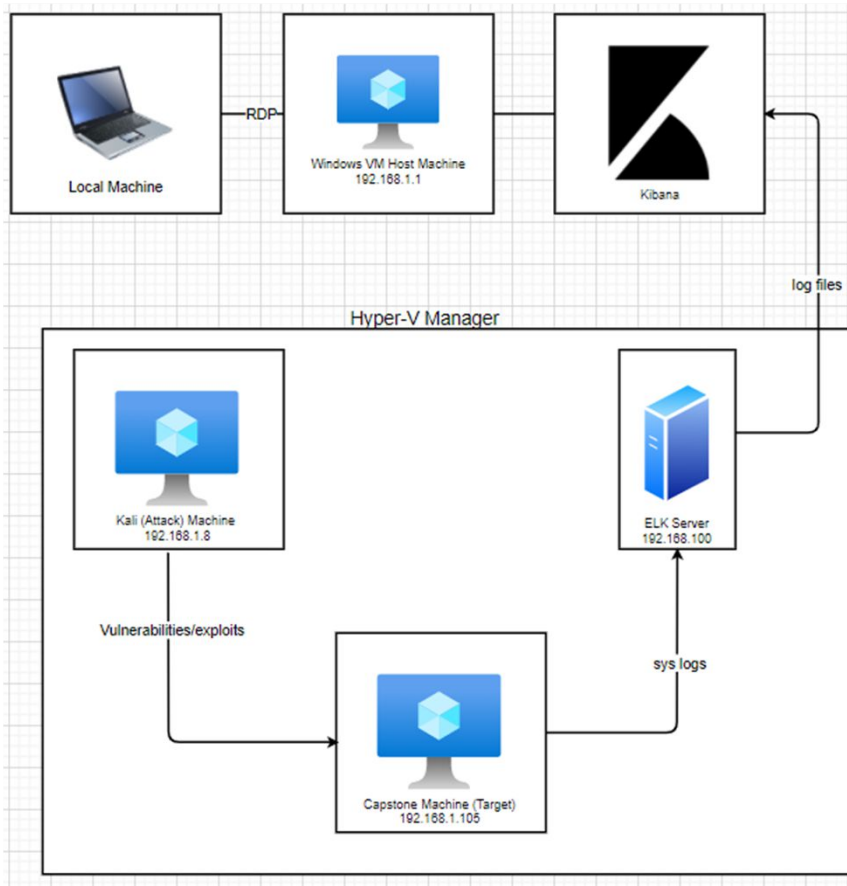 RDP
Local Machine
Windows VM Host Machine
192.168.1.1
Kibana
log files
Hyper-V Manager
Kali (Attack) Machine
192.168.1.8
ELK Server
192.168.100
Vulnerabilities/exploits
sys logs
Capstone Machine (Target)
192.168.1.105